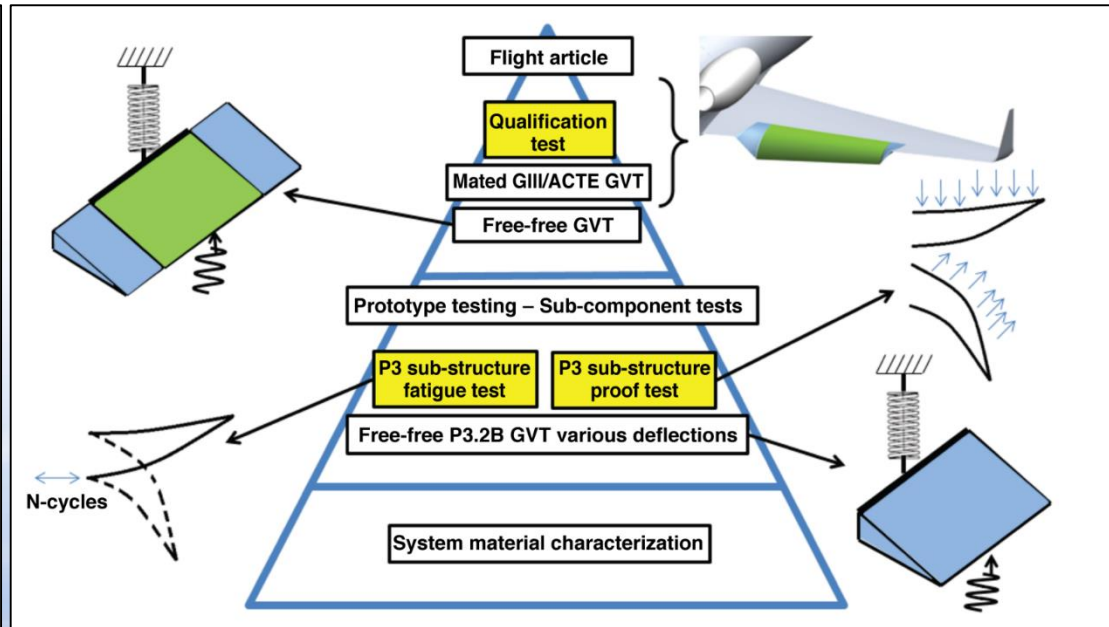 Flight article
Qualification
test
Mated GIII/ACTE GVT
Free-free GVT
Prototype testing – Sub-component tests
P3 sub-structure
fatigue test
P3 sub-structure
proof test
Free-free P3.2B GVT various deflections
N-cycles
System material characterization